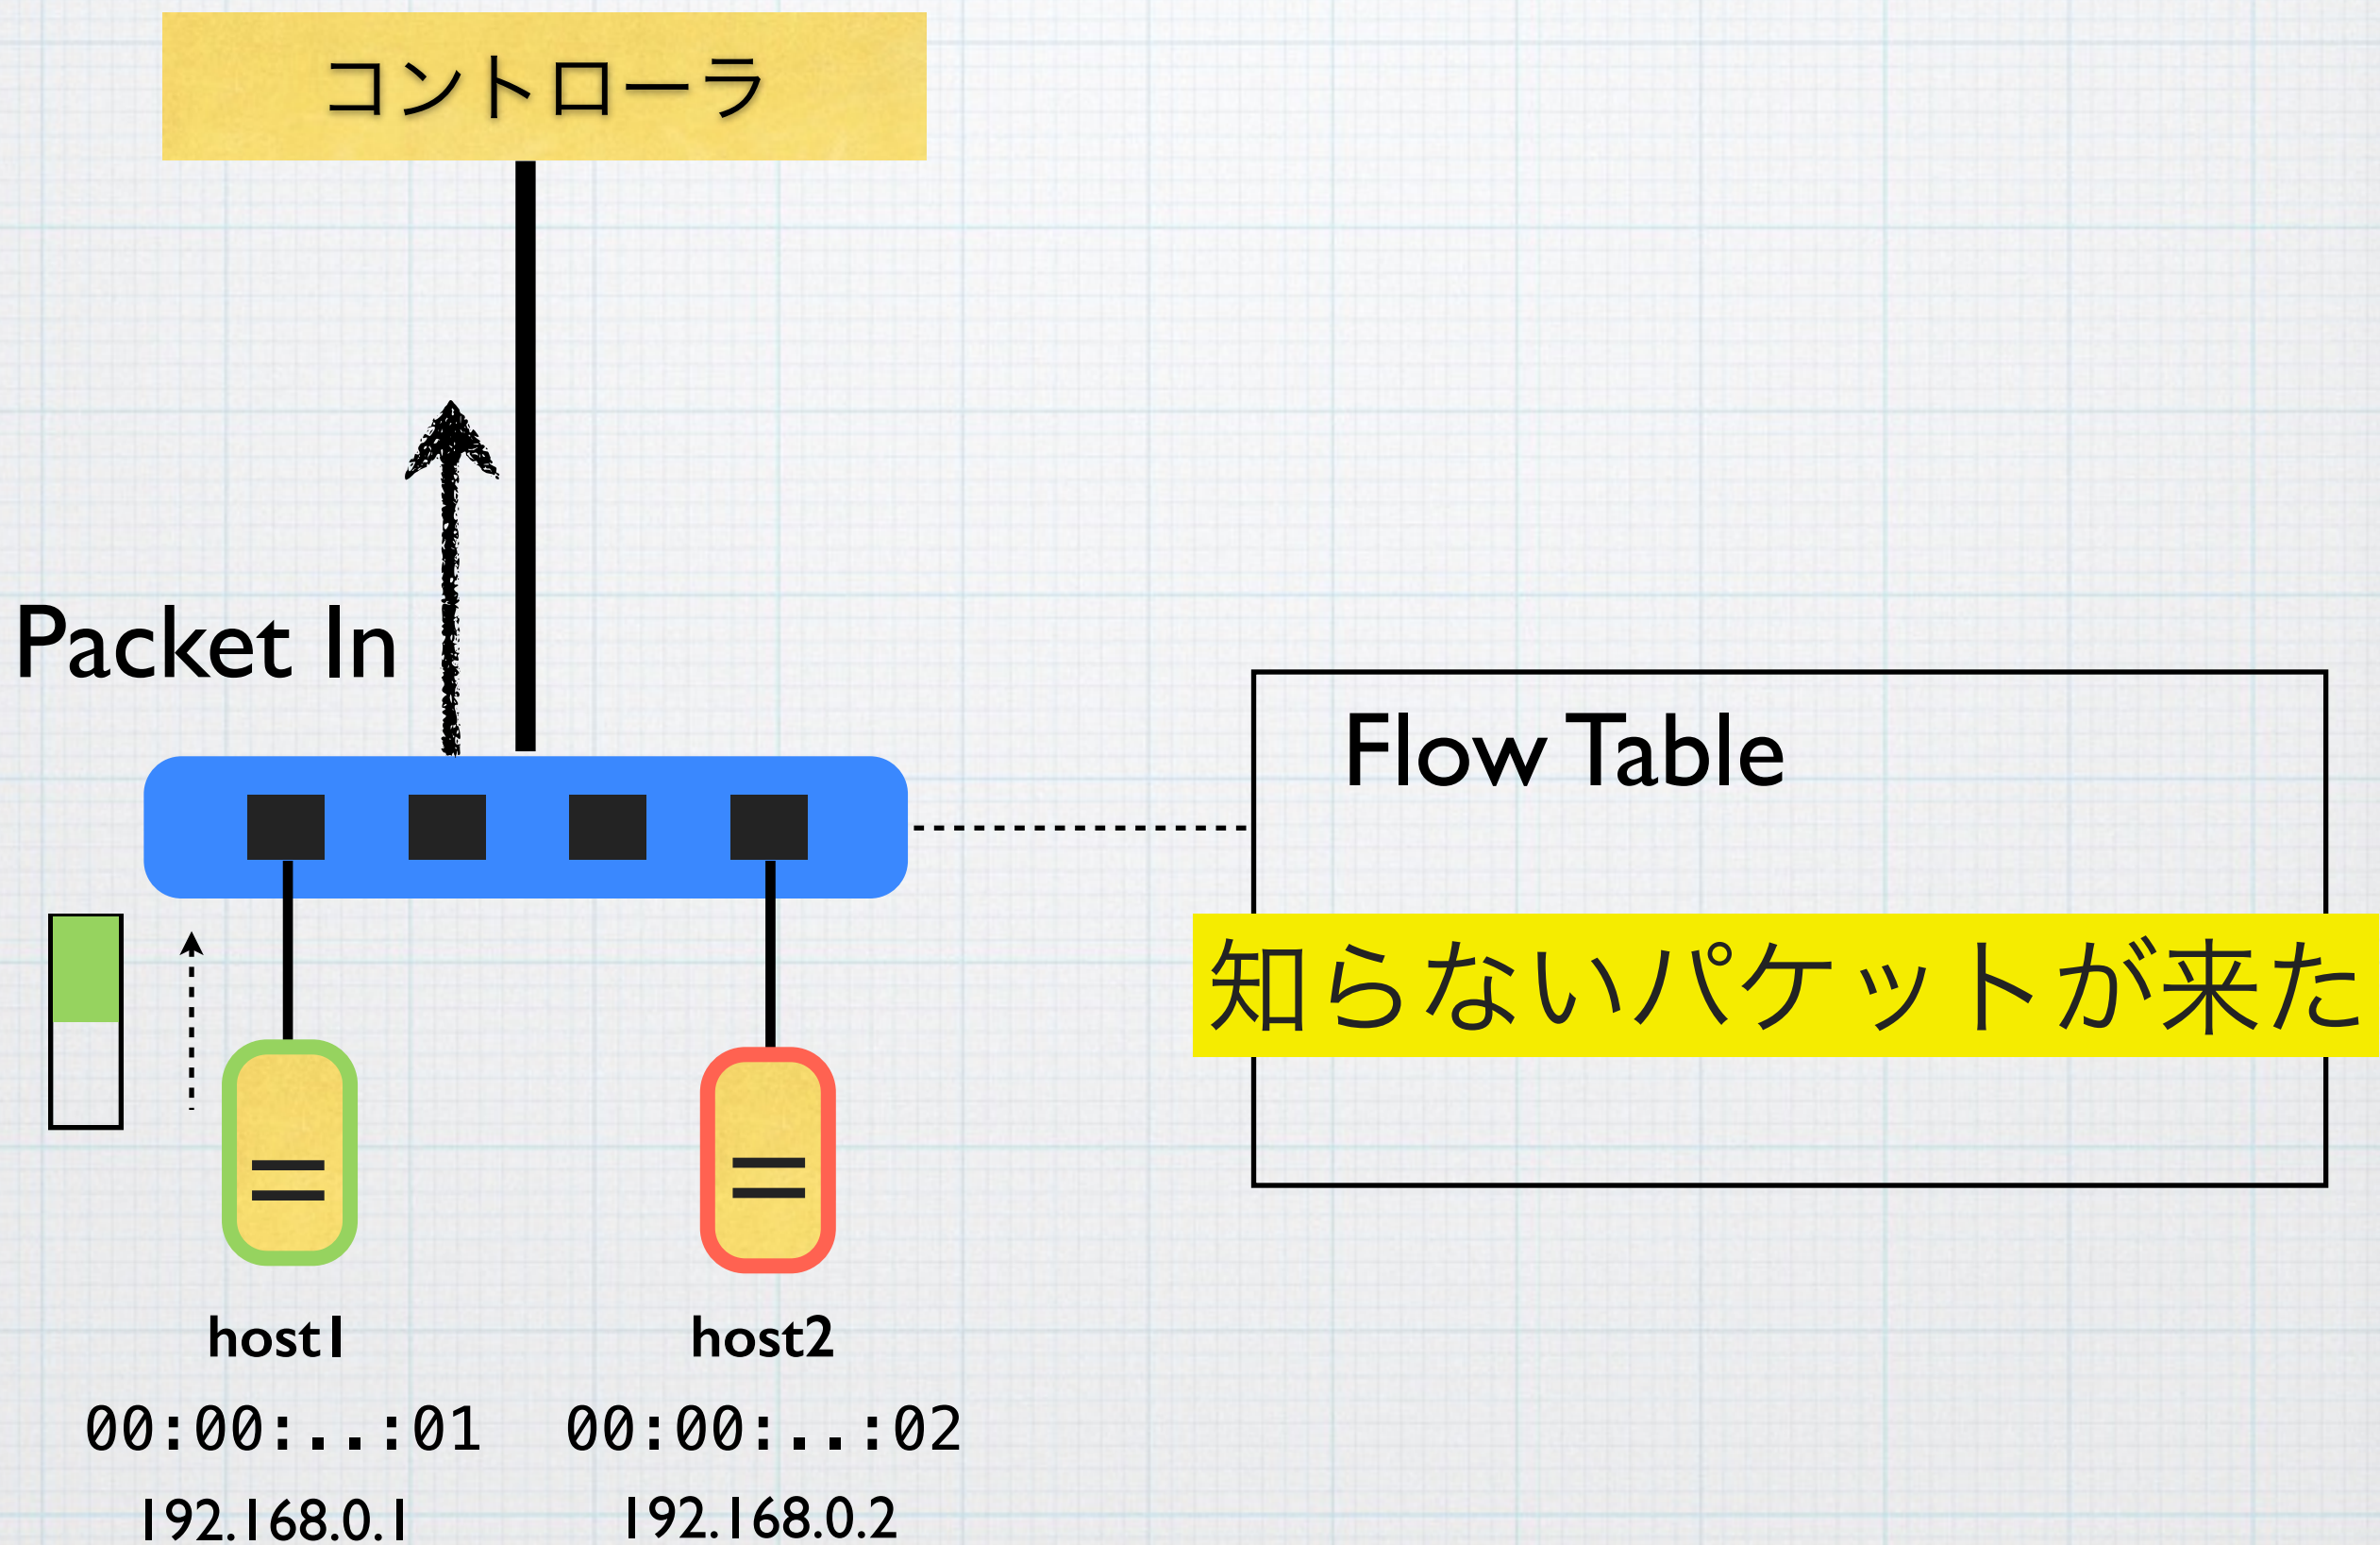 コントローラ
Packet In
Flow Table
知らないパケットが来た
host1
host2
00:00:..:01
00:00:..:02
192.168.0.1
192.168.0.2